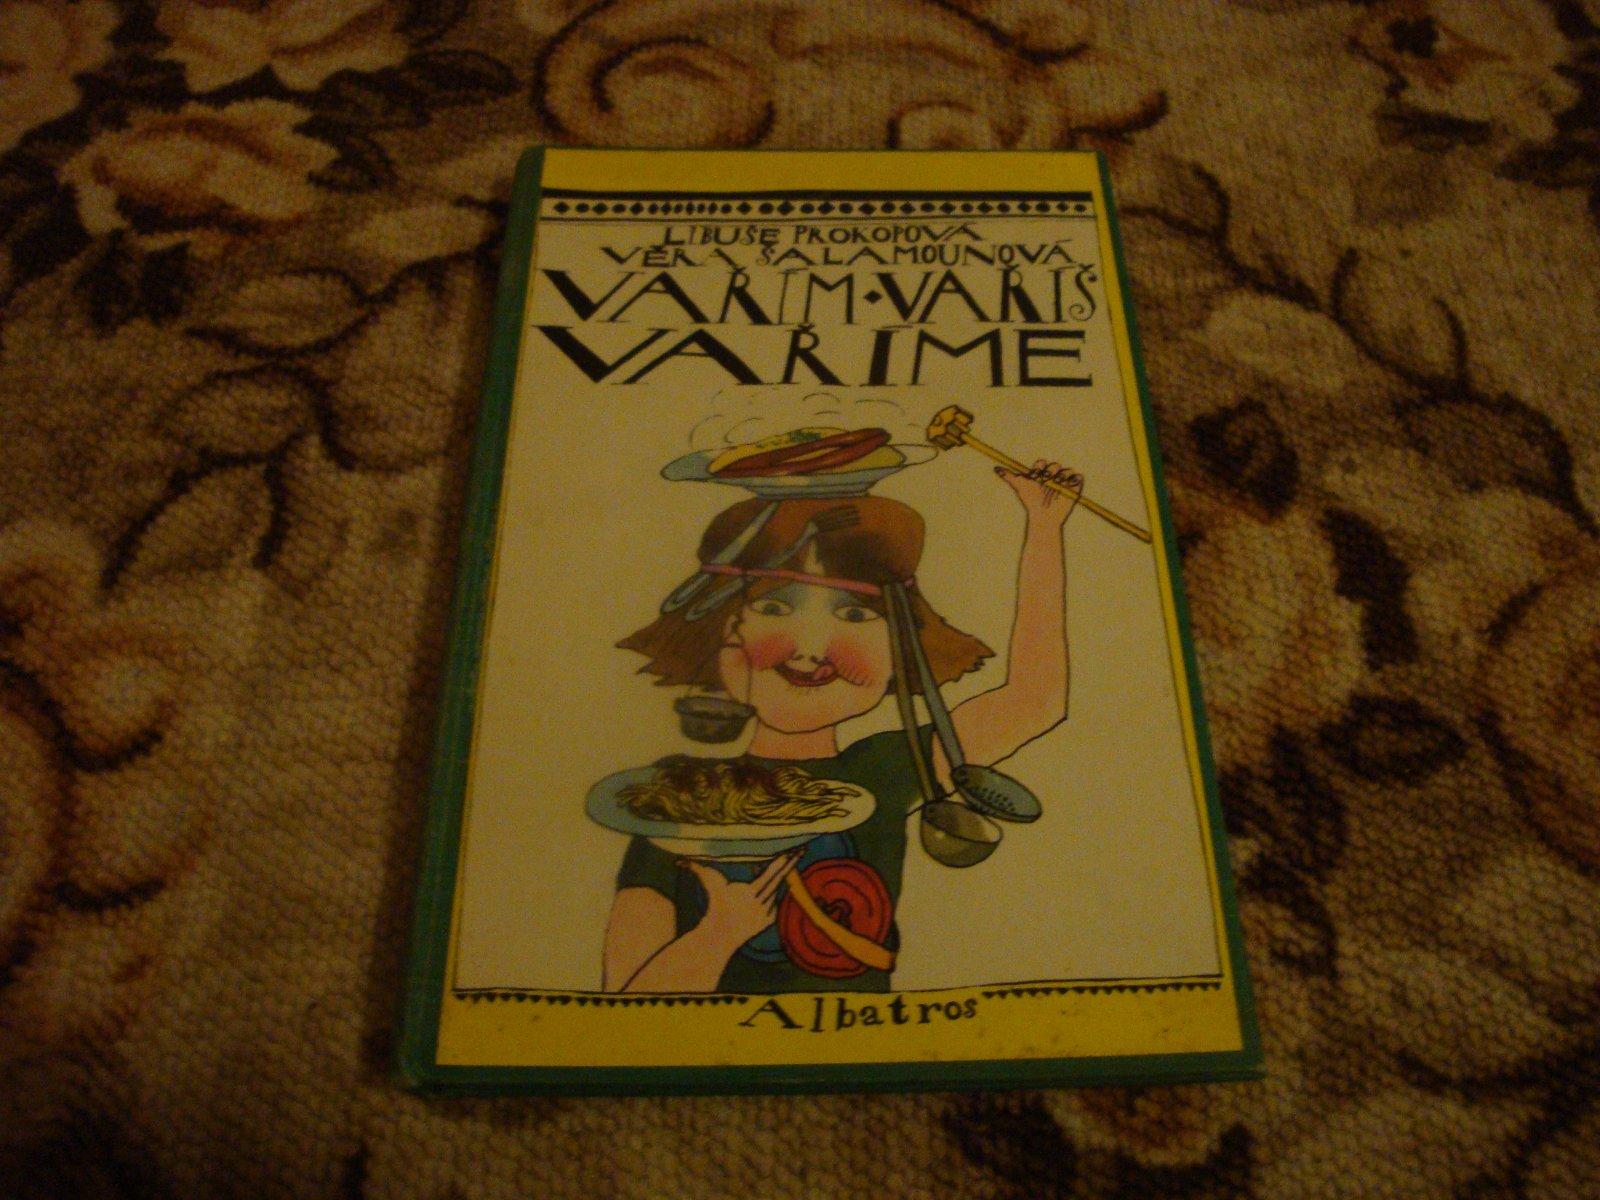 LIBUŠE PROKOPOVÁ
VĚRA ŠALAMOUNOVÁ
VAŘÍM·VAŘÍŠ
VAŘÍME
Albatros